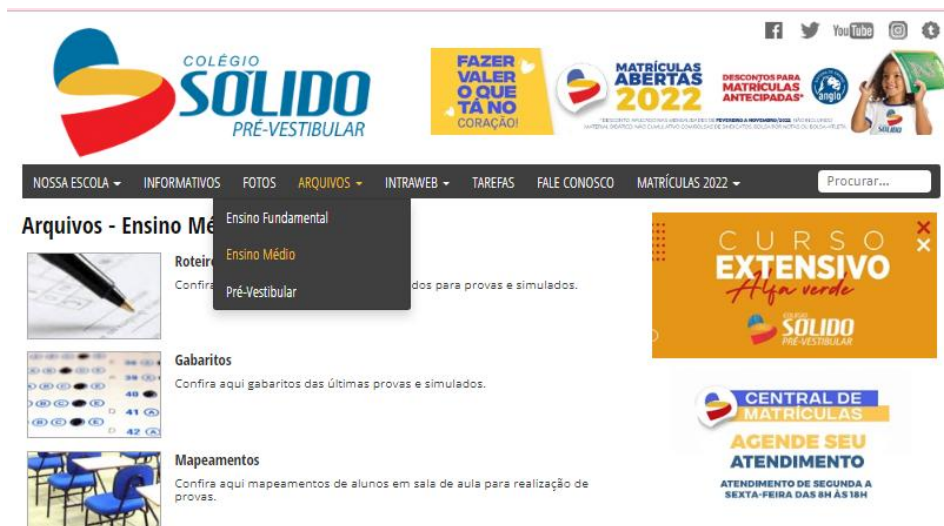 COLÉGIO
SÓLIDO
PRÉ-VESTIBULAR
You Tube
FAZER
VALER
O QUE
TÁ NO
CORAÇÃO!
MATRÍCULAS
ABERTAS
2022
DESCONTOS PARA
MATRÍCULAS
ANTECIPADAS*
anglo
SÓLIDO
NOSSA ESCOLA INFORMATIVOS FOTOS ARQUIVOS INTRAWEB TAREFAS FALE CONOSCO MATRÍCULAS 2022 Procurar...
Ensino Fundamental
Ensino Médio
Pré-Vestibular
Arquivos - Ensino Mé
Roteir
Confira dos para provas e simulados.
Gabaritos
Confira aqui gabaritos das últimas provas e simulados.
Mapeamentos
Confira aqui mapeamentos de alunos em sala de aula para realização de
provas.
CURSO
EXTENSIVO
Alfa verde
COLÉGIO
SÓLIDO
PRÉ-VESTIBULAR
CENTRAL DE
MATRÍCULAS
AGENDE SEU
ATENDIMENTO
ATENDIMENTO DE SEGUNDA A
SEXTA-FEIRA DAS 8H ÀS 18H